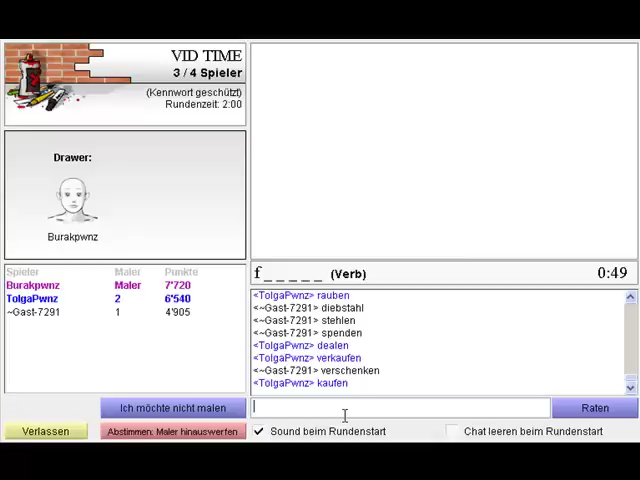 VID TIME
3 / 4 Spieler
(Kennwort geschützt)
Rundenzeit: 2:00
Drawer:
Burakpwnz
Spieler Maler Punkte
Burakpwnz Maler 7'720
TolgaPwnz 2 6'540
~Gast-7291 1 4'905
Ich möchte nicht malen
Verlassen
Abstimmen: Maler hinauswerfen
f _ _ _ _ _ (Verb) 0:49
<TolgaPwnz> rauben
<~Gast-7291> diebstahl
<~Gast-7291> stehlen
<~Gast-7291> spenden
<TolgaPwnz> dealen
<TolgaPwnz> verkaufen
<~Gast-7291> verschenken
<TolgaPwnz> kaufen
Raten
Sound beim Rundenstart
Chat leeren beim Rundenstart